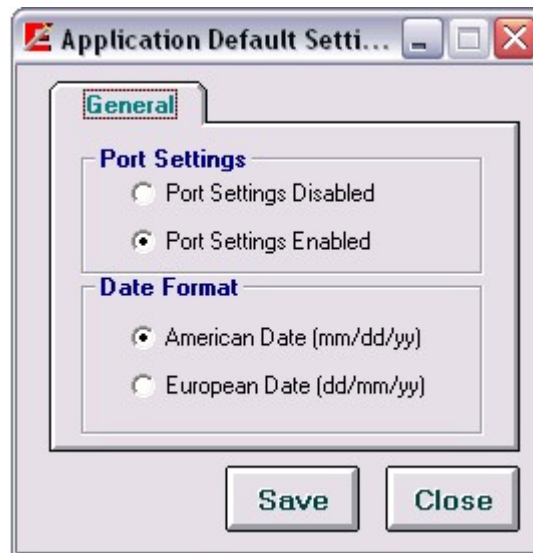 Application Default Setti...
General
Port Settings
Port Settings Disabled
Port Settings Enabled
Date Format
American Date (mm/dd/yy)
European Date (dd/mm/yy)
Save Close